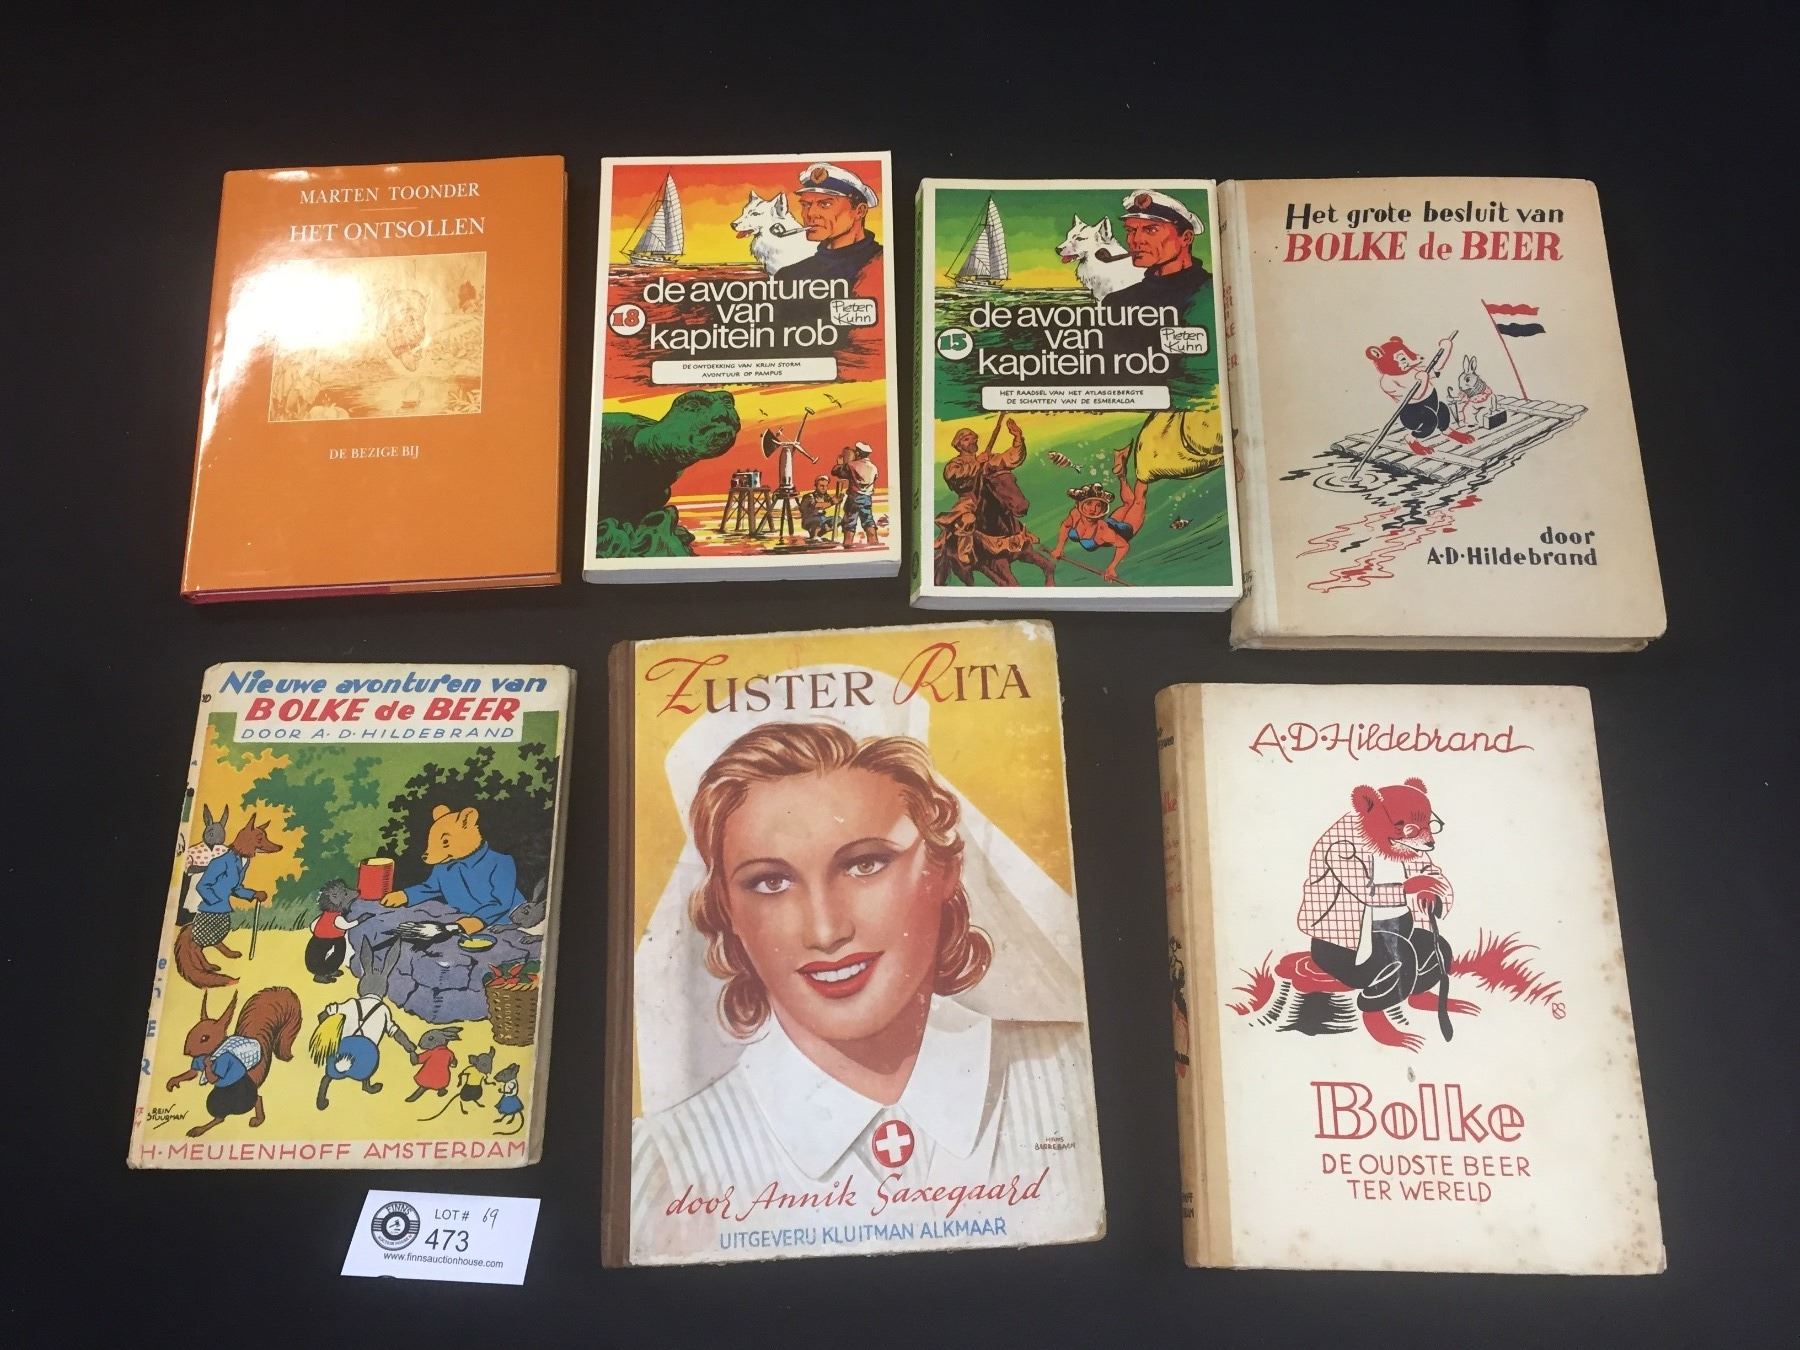 MARTEN TOONDER
HET ONTSOLLEN
DE BEZIGE BIJ
de avonturen
van
kapitein rob
Pieter
Kuhn
18
DE ONTDEKKING VAN KRIJN STORM
AVONTUUR OP PAMPUS
de avonturen
van
kapitein rob
Pieter
Kuhn
15
HET RAADSEL VAN HET ATLASGEBERGTE
DE SCHATTEN VAN DE ESMERALDA
Het grote besluit van
BOLKE de BEER
door
A·D·Hildebrand
Nieuwe avonturen van
BOLKE de BEER
DOOR A·D·HILDEBRAND
REIN
STUURMAN
H·MEULENHOFF AMSTERDAM
ZUSTER RITA
HANS
BORREBACH
door Annik Saxegaard
UITGEVERIJ KLUITMAN ALKMAAR
A·D·Hildebrand
Bolke
DE OUDSTE BEER
TER WERELD
FINNS
AUCTION HOUSE
LOT # 69
473
www.finnsauctionhouse.com